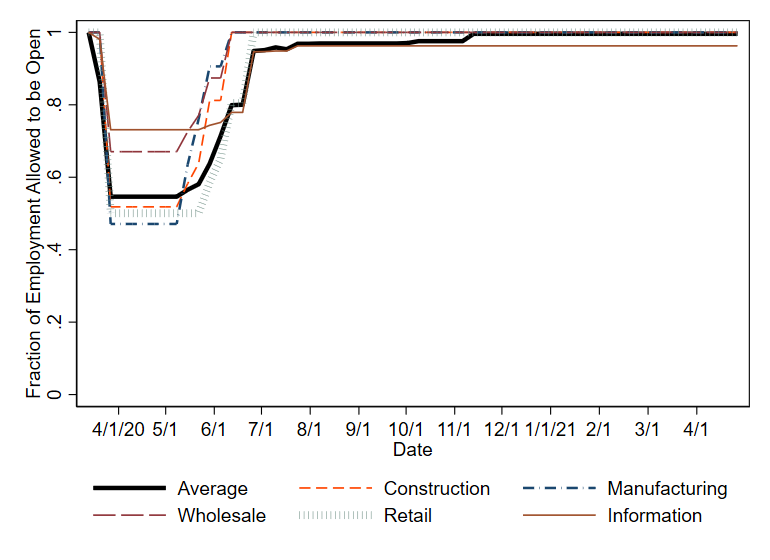 Fraction of Employment Allowed to be Open
1
.8
.6
.4
.2
0
4/1/20 5/1 6/1 7/1 8/1 9/1 10/1 11/1 12/1 1/1/21 2/1 3/1 4/1
Date
Average Construction Manufacturing
Wholesale Retail Information